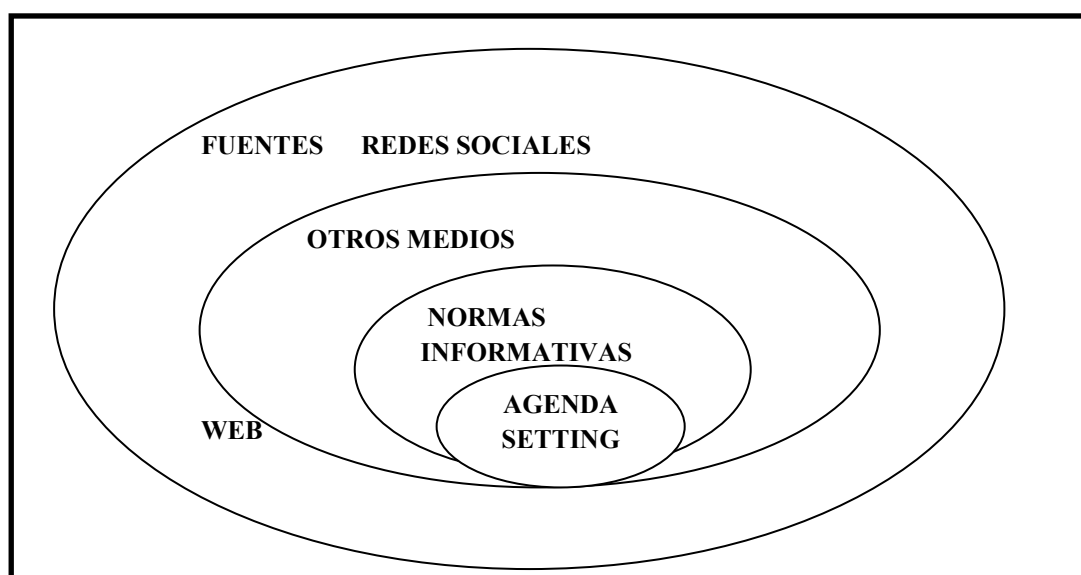 FUENTES REDES SOCIALES
OTROS MEDIOS
NORMAS
INFORMATIVAS
AGENDA
SETTING
WEB